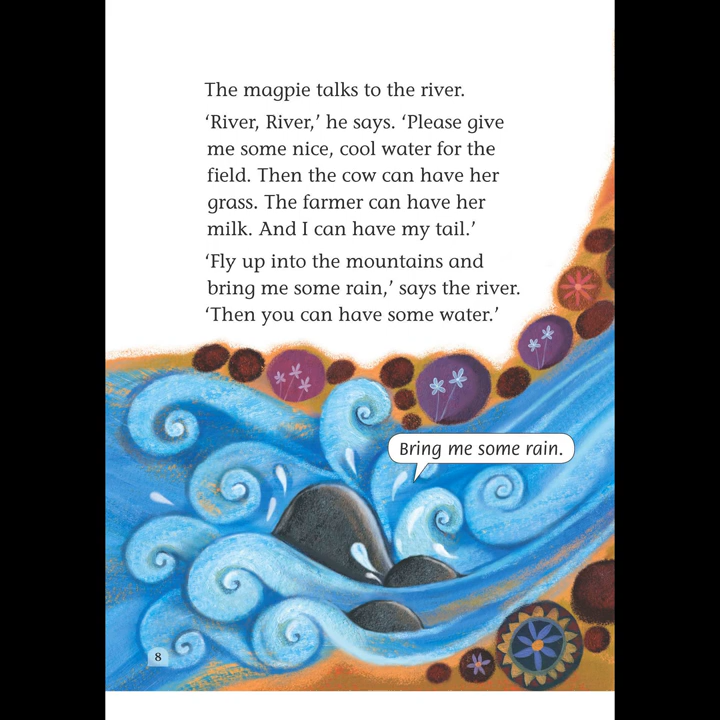 The magpie talks to the river.
‘River, River,’ he says. ‘Please give
me some nice, cool water for the
field. Then the cow can have her
grass. The farmer can have her
milk. And I can have my tail.’
‘Fly up into the mountains and
bring me some rain,’ says the river.
‘Then you can have some water.’
Bring me some rain.
8